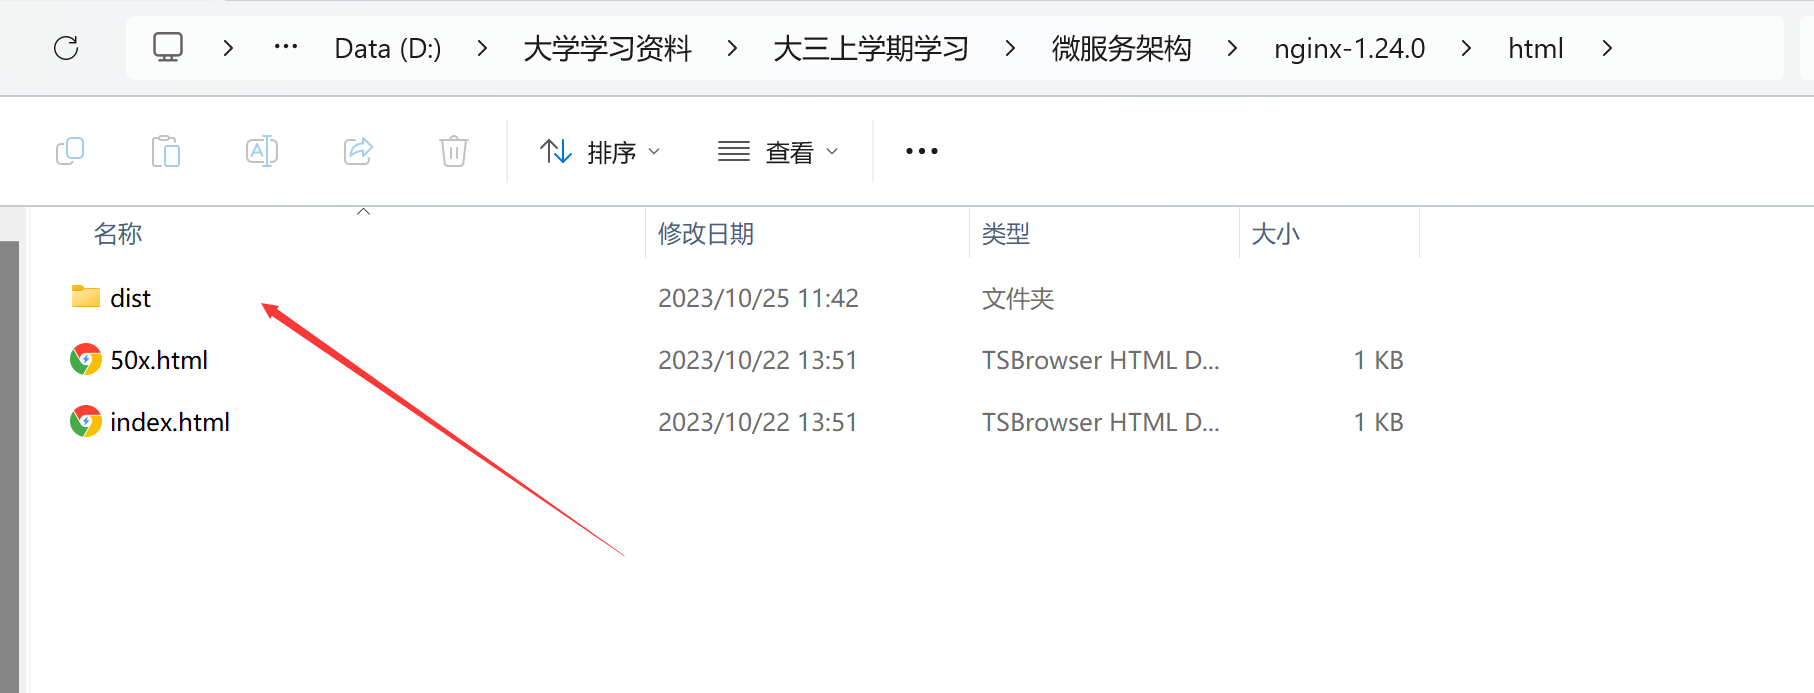 Data (D:) 大学学习资料 大三上学期学习 微服务架构 nginx-1.24.0 html
排序 查看
名称 修改日期 类型 大小
dist 2023/10/25 11:42 文件夹
50x.html 2023/10/22 13:51 TSBrowser HTML D... 1 KB
index.html 2023/10/22 13:51 TSBrowser HTML D... 1 KB